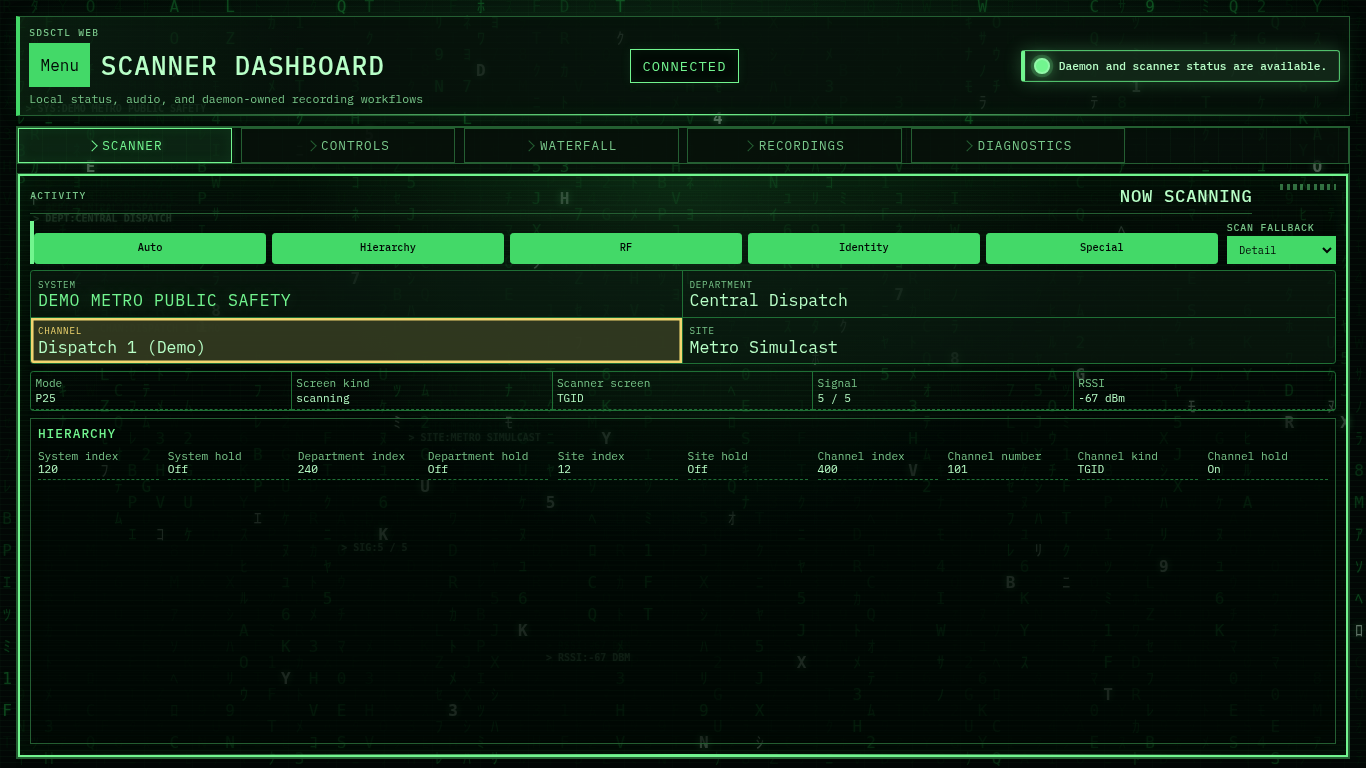 SDSCTL WEB
Menu
SCANNER DASHBOARD
Local status, audio, and daemon-owned recording workflows
CONNECTED
Daemon and scanner status are available.
> SYS:DEMO METRO PUBLIC SAFETY
SCANNER
CONTROLS
WATERFALL
RECORDINGS
DIAGNOSTICS
ACTIVITY
NOW SCANNING
> DEPT:CENTRAL DISPATCH
Auto
Hierarchy
RF
Identity
Special
SCAN FALLBACK
Detail
SYSTEM
DEMO METRO PUBLIC SAFETY
DEPARTMENT
Central Dispatch
CHANNEL
Dispatch 1 (Demo)
SITE
Metro Simulcast
Mode
P25
Screen kind
scanning
Scanner screen
TGID
Signal
5 / 5
RSSI
-67 dBm
HIERARCHY
> SITE:METRO SIMULCAST
System index
120
System hold
Off
Department index
240
Department hold
Off
Site index
12
Site hold
Off
Channel index
400
Channel number
101
Channel kind
TGID
Channel hold
On
> SIG:5 / 5
> RSSI:-67 DBM